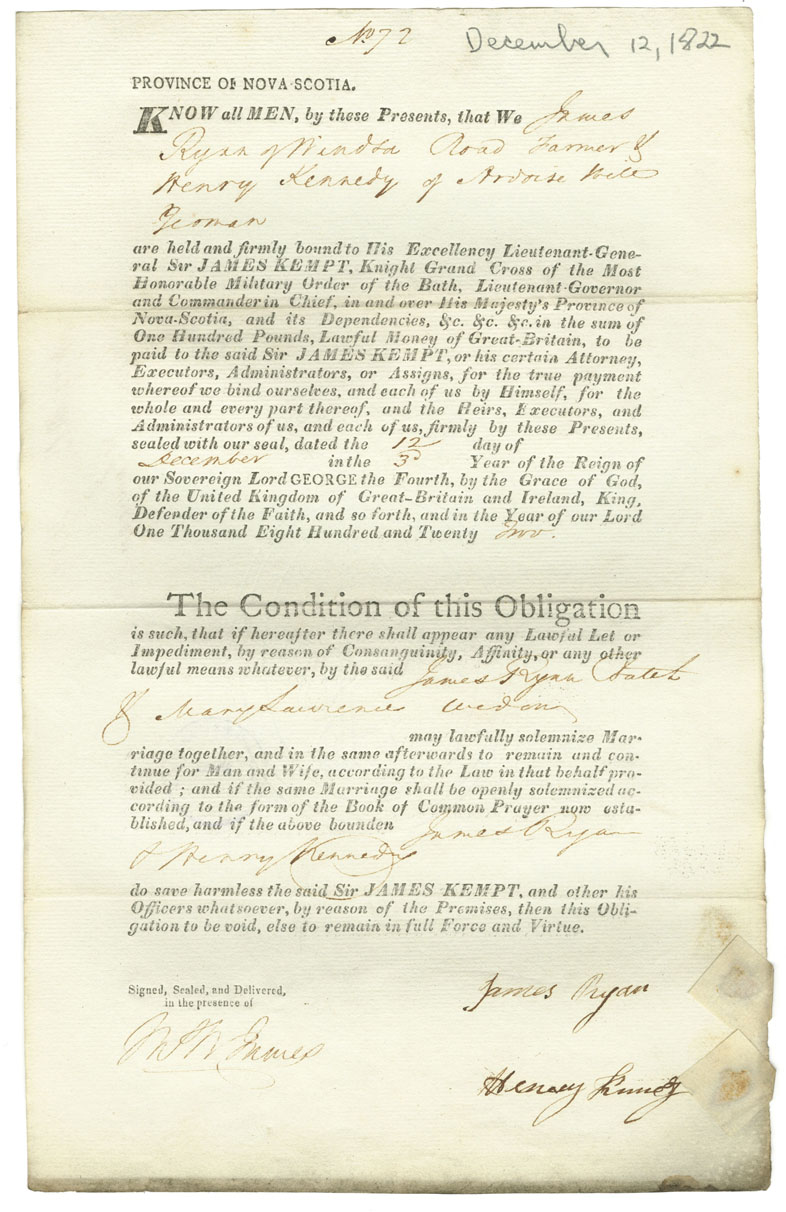 No 72
December 12, 1822
PROVINCE OF NOVA-SCOTIA.
KNOW all MEN, by these Presents, that We James
Ryan of Windsor Road Farmer &
Henry Kennedy of Ardoise Hill
Yeoman
are held and firmly bound to His Excellency Lieutenant-Gene-
ral Sir JAMES KEMPT, Knight Grand Cross of the Most
Honorable Military Order of the Bath, Lieutenant-Governor
and Commander in Chief, in and over His Majesty's Province of
Nova-Scotia, and its Dependencies, &c. &c. &c. in the sum of
One Hundred Pounds, Lawful Money of Great-Britain, to be
paid to the said Sir JAMES KEMPT, or his certain Attorney,
Executors, Administrators, or Assigns, for the true payment
whereof we bind ourselves, and each of us by Himself, for the
whole and every part thereof, and the Heirs, Executors, and
Administrators of us, and each of us, firmly by these Presents,
sealed with our seal, dated the 12 day of
December in the 3d Year of the Reign of
our Sovereign Lord GEORGE the Fourth, by the Grace of God,
of the United Kingdom of Great-Britain and Ireland, King,
Defender of the Faith, and so forth, and in the Year of our Lord
One Thousand Eight Hundred and Twenty Two.
The Condition of this Obligation
is such, that if hereafter there shall appear any Lawful Let or
Impediment, by reason of Consanguinity, Affinity, or any other
lawful means whatever, by the said James Ryan
& Mary Lawrence Widow
may lawfully solemnize Mar-
riage together, and in the same afterwards to remain and con-
tinue for Man and Wife, according to the Law in that behalf pro-
vided ; and if the same Marriage shall be openly solemnized ac-
cording to the form of the Book of Common Prayer now esta-
blished, and if the above bounden James Ryan
& Henry Kennedy
do save harmless the said Sir JAMES KEMPT, and other his
Officers whatsoever, by reason of the Premises, then this Obli-
gation to be void, else to remain in full Force and Virtue.
Signed, Sealed, and Delivered,
in the presence of
James Ryan
James
Henery